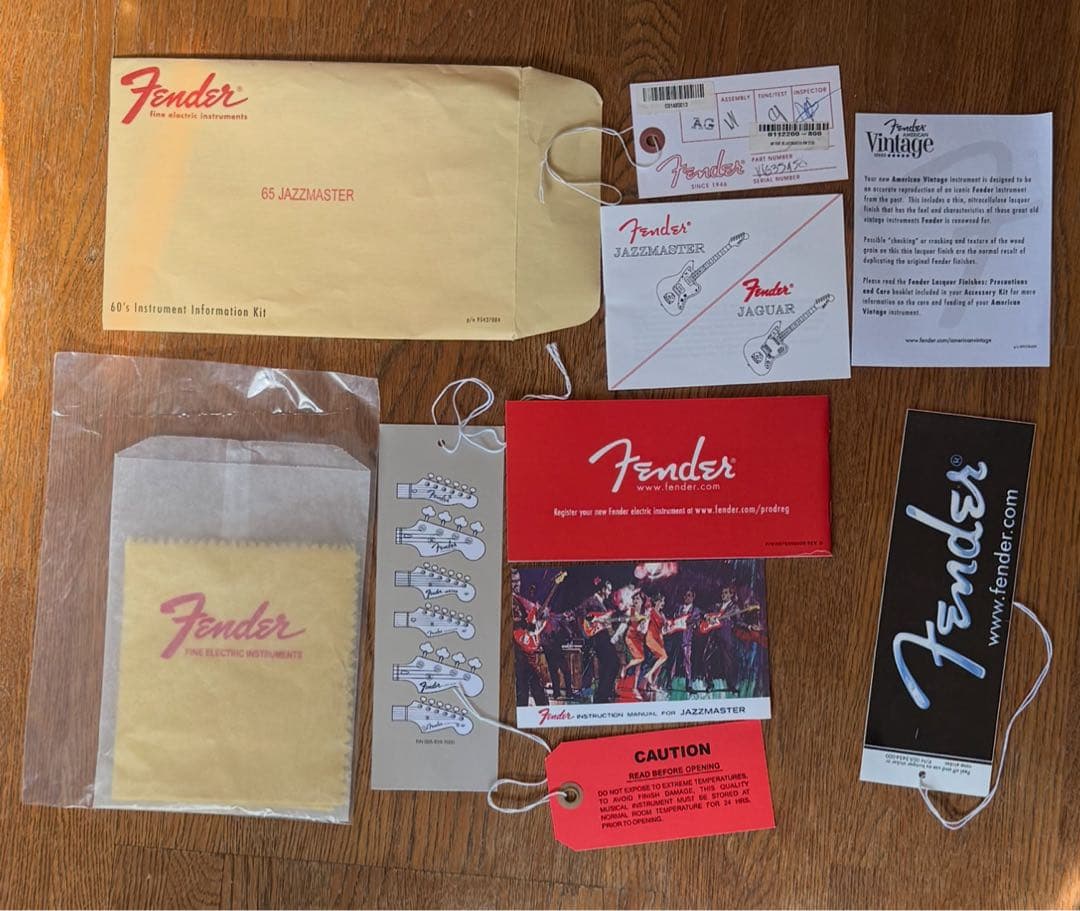 Fender®
fine electric instruments
65 JAZZMASTER
60's Instrument Information Kit
ASSEMBLY TUNE/TEST INSPECTOR
AG
0112200-800
Fender®
SINCE 1946
PART NUMBER
SERIAL NUMBER
Fender®
JAZZMASTER
Fender®
JAGUAR
Fender
AMERICAN
Vintage
SERIES
Your new American Vintage instrument is designed to be
an accurate reproduction of an iconic Fender instrument
from the past. This includes a thin, nitrocellulose lacquer
finish that has the feel and characteristics of those great old
vintage instruments Fender is renowned for.
Possible "checking" or cracking and texture of the wood
grain on this thin lacquer finish are the normal result of
duplicating the original Fender finishes.
Please read the Fender Lacquer Finishes: Precautions
and Care booklet included in your Accessory Kit for more
information on the care and feeding of your American
Vintage instrument.
www.fender.com/americanvintage
Fender
FINE ELECTRIC INSTRUMENTS
Fender
Fender
Fender
Fender
Fender
Fender
Fender®
www.fender.com
Register your new Fender electric instrument at www.fender.com/prodreg
Fender INSTRUCTION MANUAL FOR JAZZMASTER
CAUTION
READ BEFORE OPENING
DO NOT EXPOSE TO EXTREME TEMPERATURES.
TO AVOID FINISH DAMAGE, THIS QUALITY
MUSICAL INSTRUMENT MUST BE STORED AT
NORMAL ROOM TEMPERATURE FOR 24 HRS.
PRIOR TO OPENING.
Fender®
www.fender.com